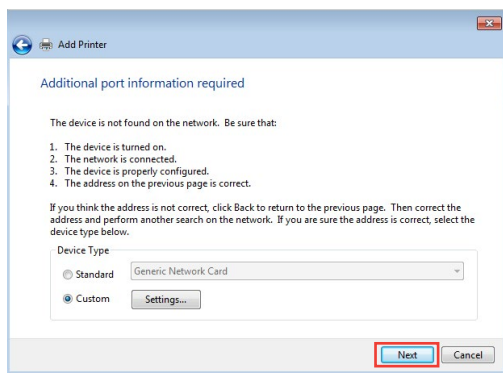 Add Printer
Additional port information required
The device is not found on the network. Be sure that:
1. The device is turned on.
2. The network is connected.
3. The device is properly configured.
4. The address on the previous page is correct.
If you think the address is not correct, click Back to return to the previous page. Then correct the
address and perform another search on the network. If you are sure the address is correct, select the
device type below.
Device Type
Standard Generic Network Card
Custom Settings...
Next Cancel